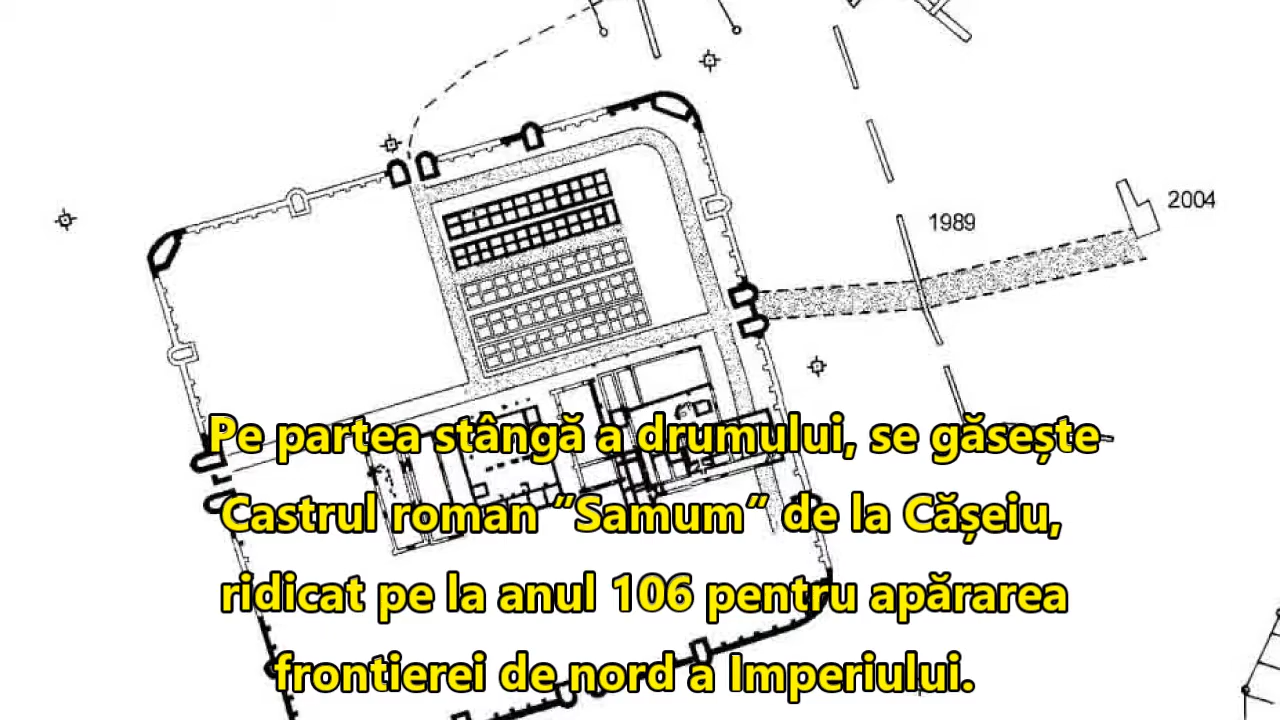 2004
1989
Pe partea stângă a drumului, se găsește
Castrul roman “Samum” de la Cășeiu,
ridicat pe la anul 106 pentru apărarea
frontierei de nord a Imperiului.